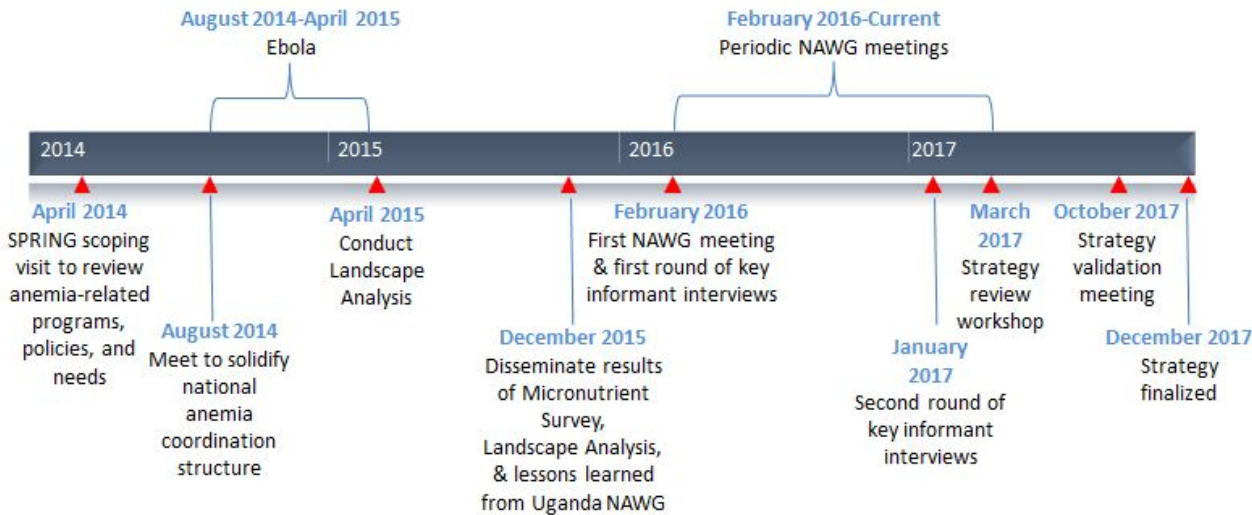 August 2014-April 2015
Ebola
February 2016-Current
Periodic NAWG meetings
2014
2015
2016
2017
April 2014
SPRING scoping
visit to review
anemia-related
programs,
policies, and
needs
August 2014
Meet to solidify
national
anemia
coordination
structure
April 2015
Conduct
Landscape
Analysis
December 2015
Disseminate results
of Micronutrient
Survey,
Landscape Analysis,
& lessons learned
from Uganda NAWG
February 2016
First NAWG meeting
& first round of key
informant interviews
January
2017
Second round of
key informant
interviews
March
2017
Strategy
review
workshop
October 2017
Strategy
validation
meeting
December 2017
Strategy
finalized